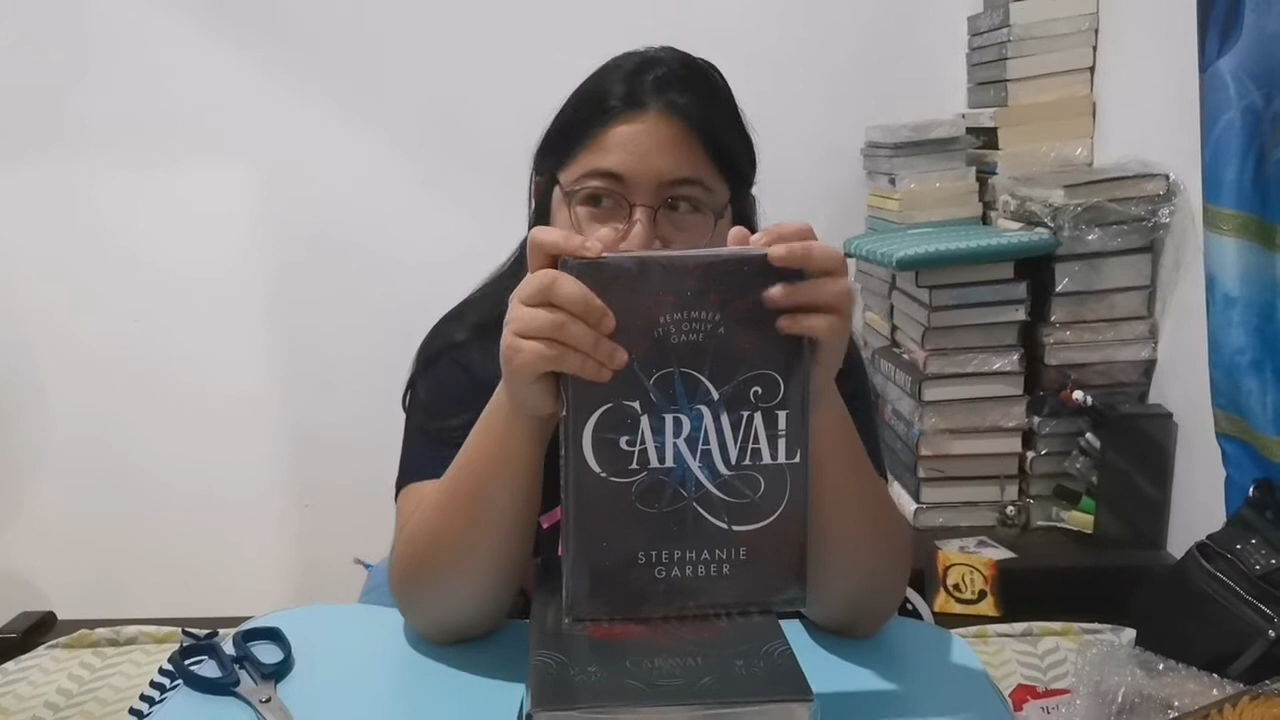 REMEMBER,
IT'S ONLY A
GAME
CARAVAL
STEPHANIE
GARBER
CARAVAL